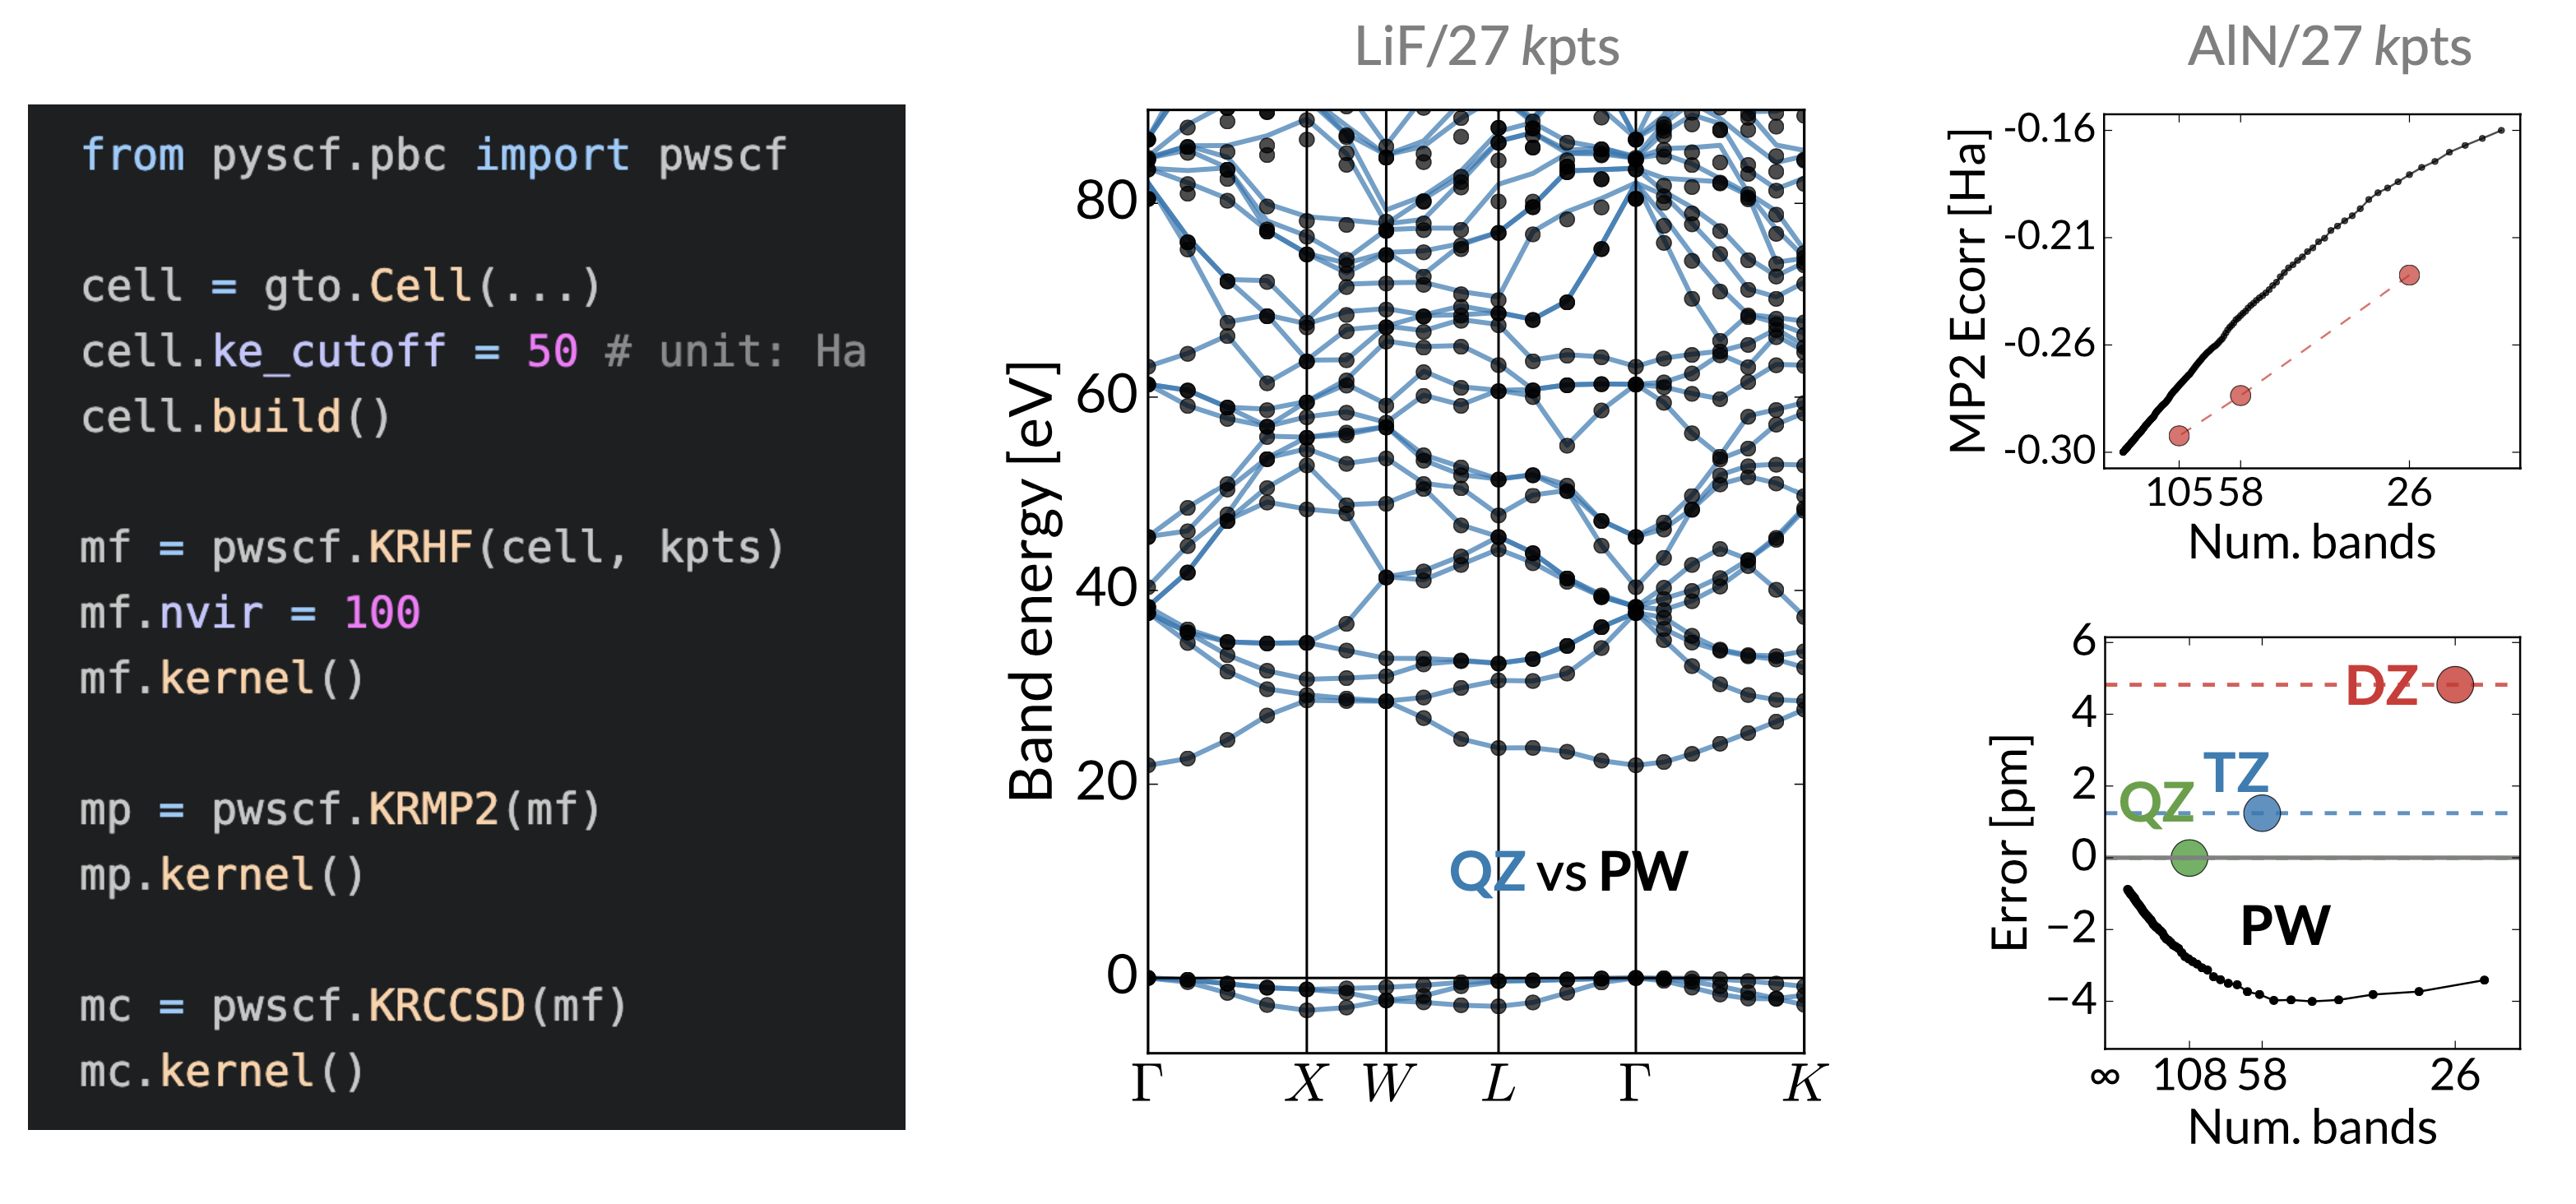 from pyscf.pbc import pwscf
cell = gto.Cell(...)
cell.ke_cutoff = 50 # unit: Ha
cell.build()
mf = pwscf.KRHF(cell, kpts)
mf.nvir = 100
mf.kernel()
mp = pwscf.KRMP2(mf)
mp.kernel()
mc = pwscf.KRCCSD(mf)
mc.kernel()
LiF/27 kpts
Band energy [eV]
80
60
40
20
0
QZ vs PW
Γ X W L Γ K
AlN/27 kpts
MP2 Ecorr [Ha]
-0.16
-0.21
-0.26
-0.30
105 58 26
Num. bands
Error [pm]
6
4
2
0
−2
−4
DZ
TZ
QZ
PW
∞ 108 58 26
Num. bands